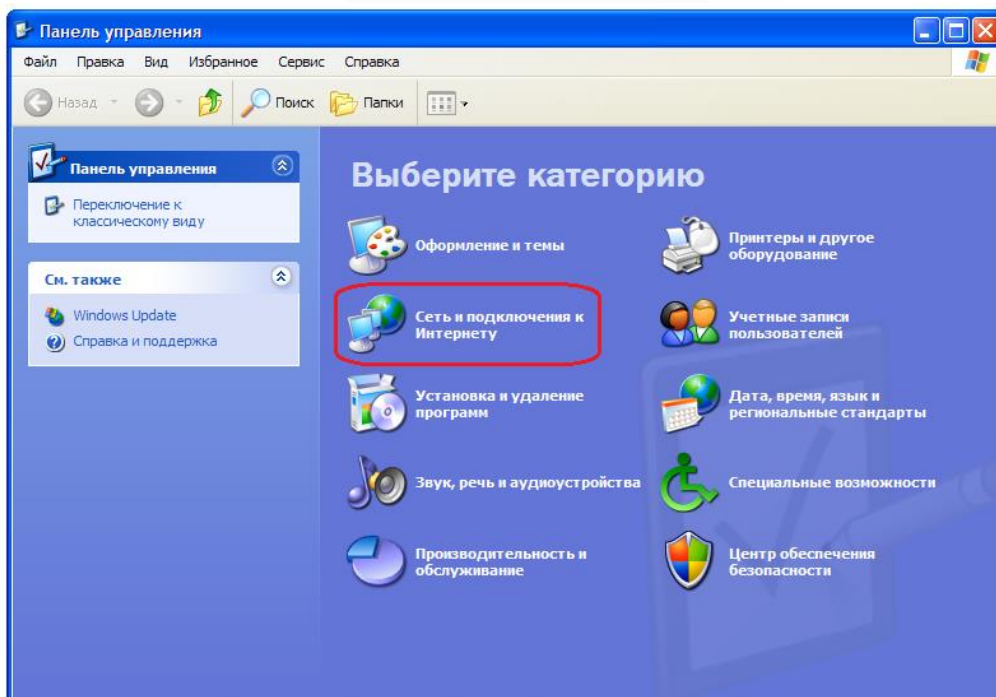 Панель управления
Файл Правка Вид Избранное Сервис Справка
Назад Поиск Папки
Панель управления
Переключение к
классическому виду
См. также
Windows Update
Справка и поддержка
Выберите категорию
Оформление и темы
Принтеры и другое
оборудование
Сеть и подключения к
Интернету
Учетные записи
пользователей
Установка и удаление
программ
Дата, время, язык и
региональные стандарты
Звук, речь и аудиоустройства
Специальные возможности
Производительность и
обслуживание
Центр обеспечения
безопасности